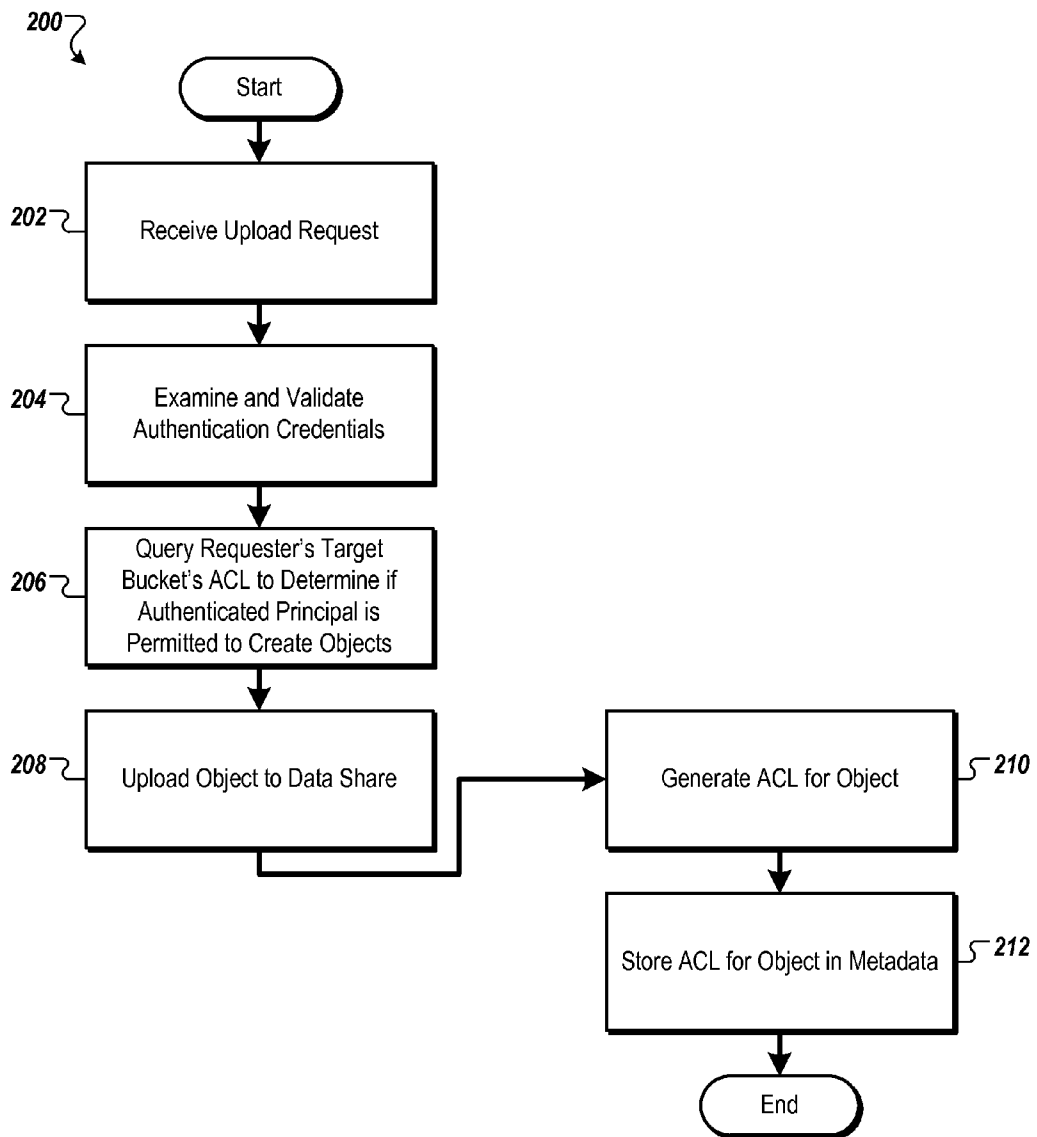 200
Start
202
Receive Upload Request
204
Examine and Validate
Authentication Credentials
206
Query Requester's Target
Bucket's ACL to Determine if
Authenticated Principal is
Permitted to Create Objects
208
Upload Object to Data Share
Generate ACL for Object
210
Store ACL for Object in Metadata
212
End